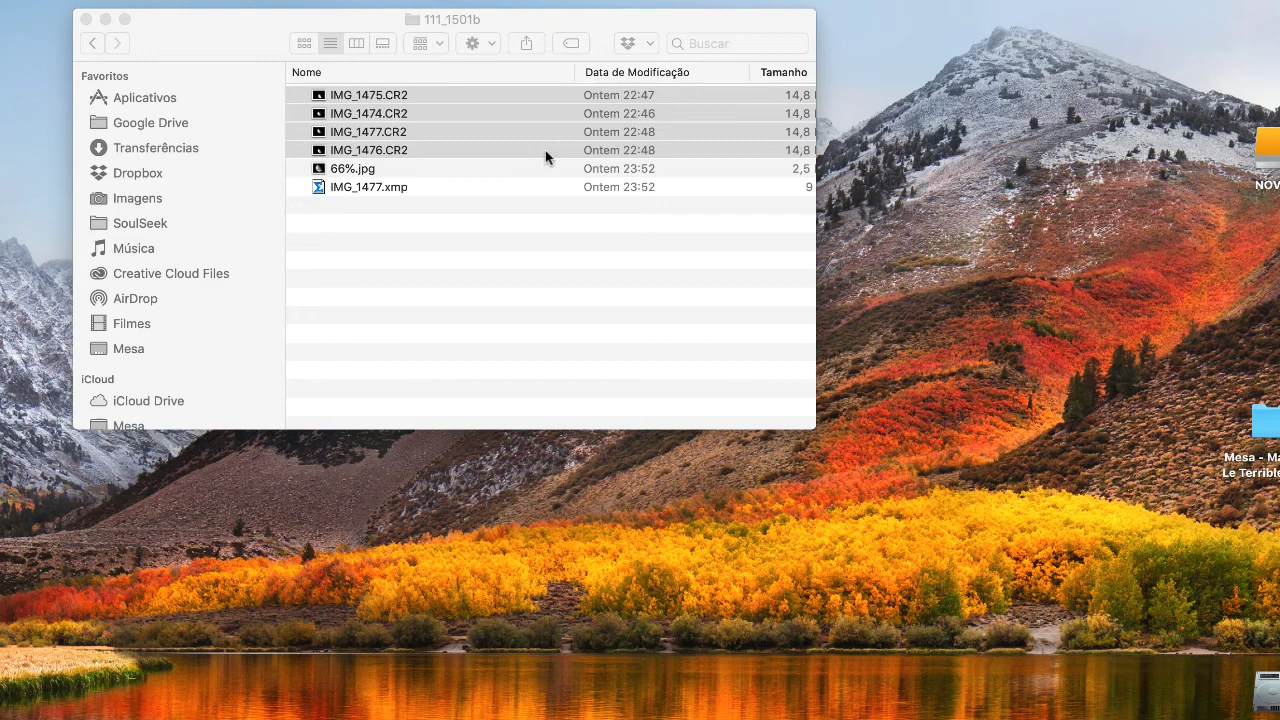 111_1501b
Buscar
Favoritos
Aplicativos
Google Drive
Transferências
Dropbox
Imagens
SoulSeek
Música
Creative Cloud Files
AirDrop
Filmes
Mesa
iCloud
iCloud Drive
Mesa
Nome Data de Modificação Tamanho
IMG_1475.CR2 Ontem 22:47 14,8
IMG_1474.CR2 Ontem 22:46 14,8
IMG_1477.CR2 Ontem 22:48 14,8
IMG_1476.CR2 Ontem 22:48 14,8
66%.jpg Ontem 23:52 2,5
IMG_1477.xmp Ontem 23:52 9
NOV
Mesa - Ma
Le Terrible